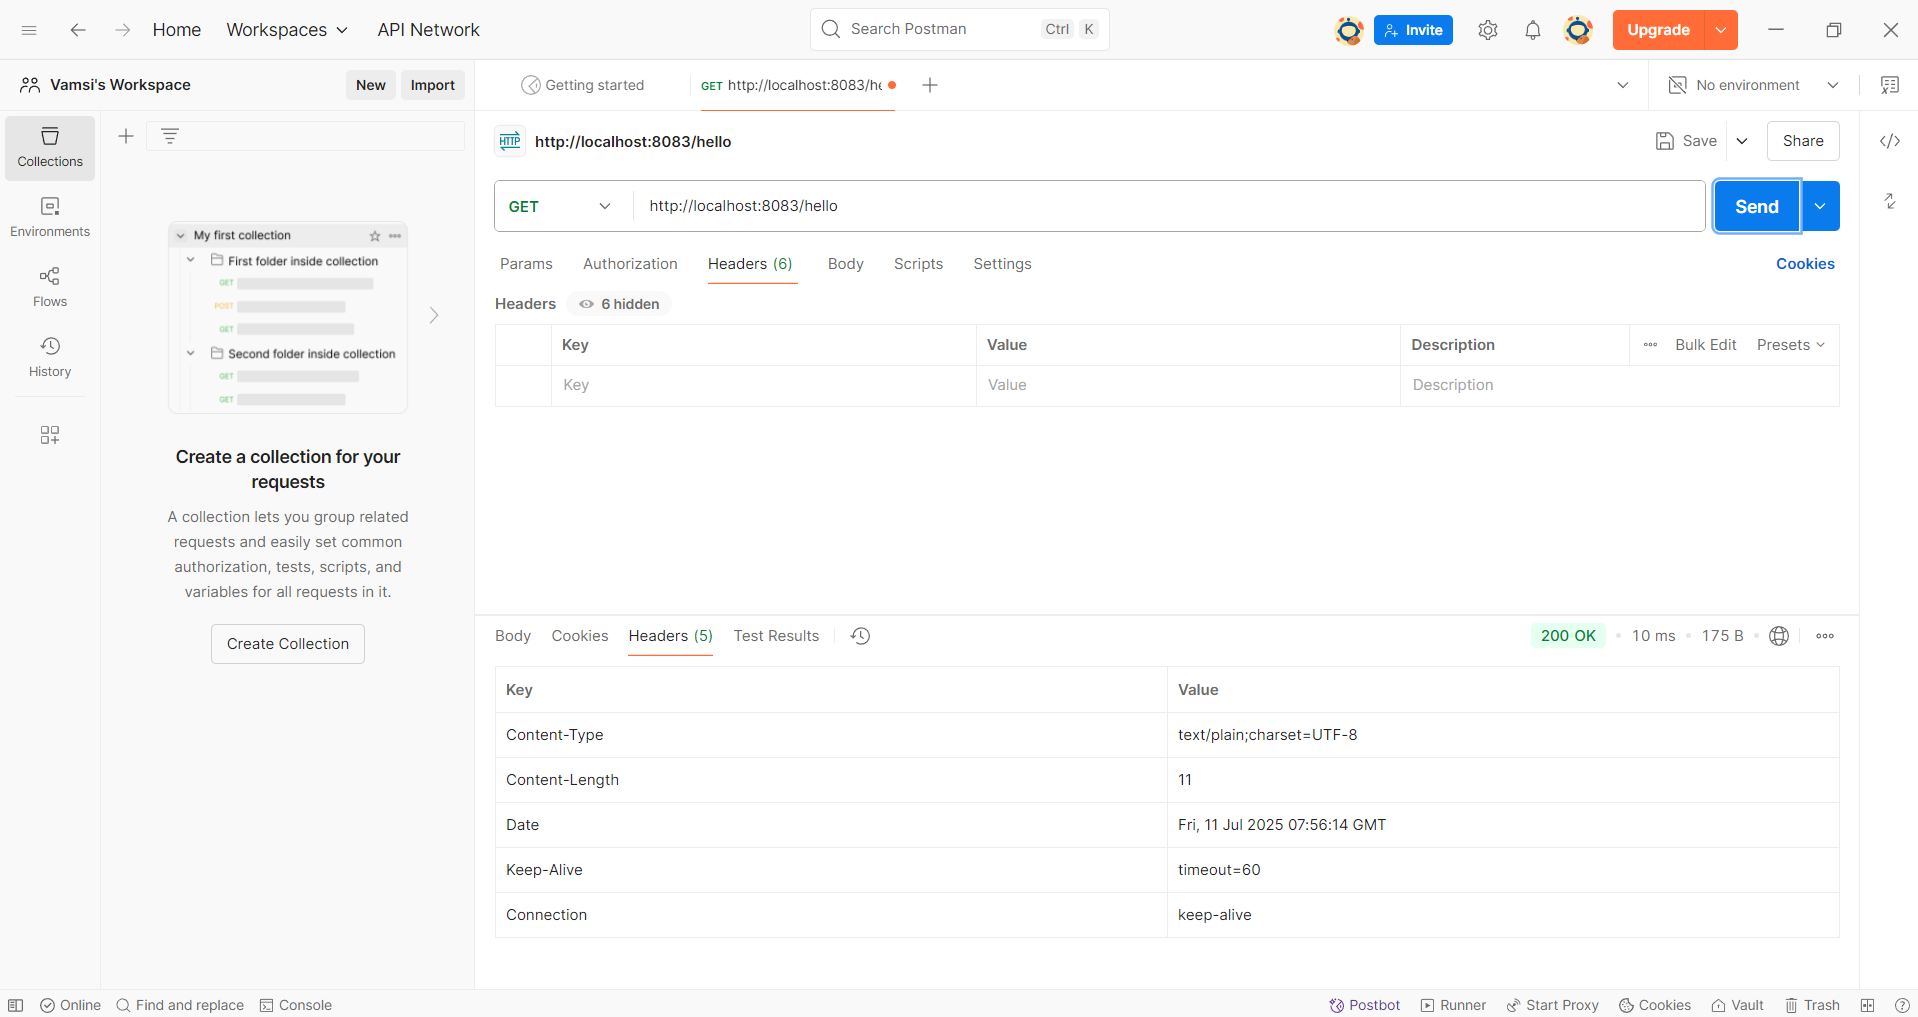 Home Workspaces API Network Search Postman Ctrl K Invite Upgrade
Vamsi's Workspace New Import Getting started GET http://localhost:8083/he No environment
Collections
Environments
Flows
History
My first collection
First folder inside collection
GET
POST
GET
Second folder inside collection
GET
GET
Create a collection for your
requests
A collection lets you group related
requests and easily set common
authorization, tests, scripts, and
variables for all requests in it.
Create Collection
HTTP http://localhost:8083/hello Save Share
GET http://localhost:8083/hello Send
Params Authorization Headers (6) Body Scripts Settings Cookies
Headers 6 hidden
Key Value Description Bulk Edit Presets
Key Value Description
Body Cookies Headers (5) Test Results 200 OK 10 ms 175 B
Key Value
Content-Type text/plain;charset=UTF-8
Content-Length 11
Date Fri, 11 Jul 2025 07:56:14 GMT
Keep-Alive timeout=60
Connection keep-alive
Online Find and replace Console Postbot Runner Start Proxy Cookies Vault Trash